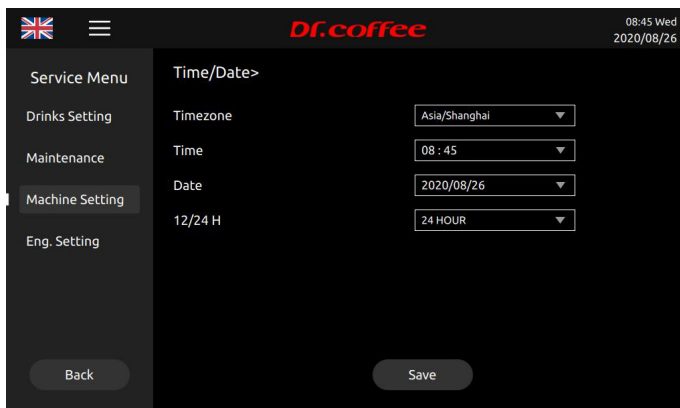 Dr.coffee
08:45 Wed
2020/08/26
Service Menu
Drinks Setting
Maintenance
Machine Setting
Eng. Setting
Back
Time/Date>
Timezone Asia/Shanghai
Time 08 : 45
Date 2020/08/26
12/24 H 24 HOUR
Save